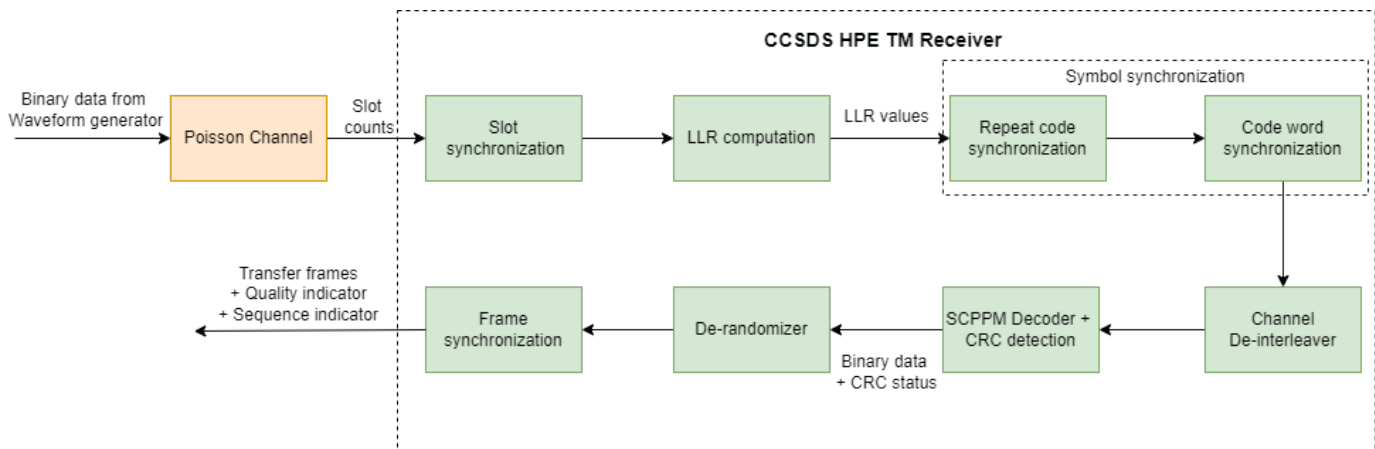 CCSDS HPE TM Receiver
Symbol synchronization
Binary data from
Waveform generator
Poisson Channel
Slot
counts
Slot
synchronization
LLR computation
LLR values
Repeat code
synchronization
Code word
synchronization
Transfer frames
+ Quality indicator
+ Sequence indicator
Frame
synchronization
De-randomizer
Binary data
+ CRC status
SCPPM Decoder +
CRC detection
Channel
De-interleaver